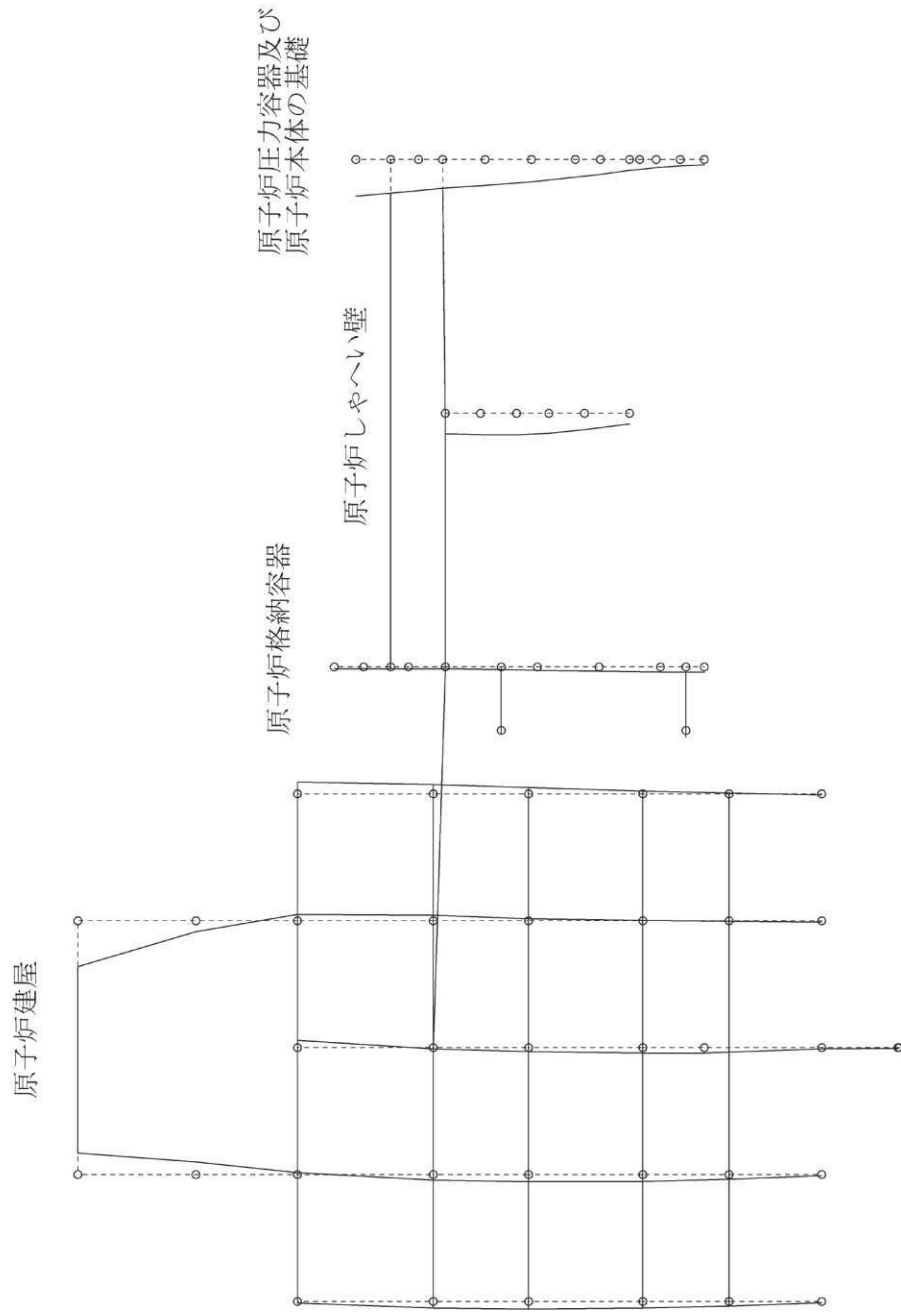 原子炉建屋
原子炉格納容器
原子炉しゃへい壁
原子炉圧力容器及び
原子炉本体の基礎